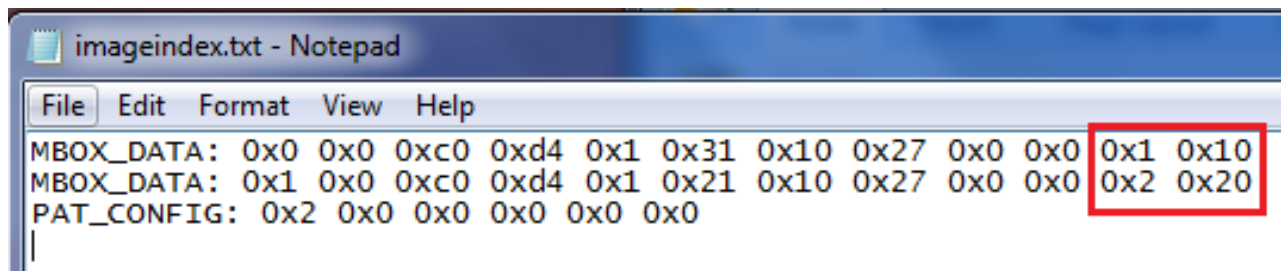 imageindex.txt - Notepad
File Edit Format View Help
MBOX_DATA: 0x0 0x0 0xc0 0xd4 0x1 0x31 0x10 0x27 0x0 0x0 0x1 0x10
MBOX_DATA: 0x1 0x0 0xc0 0xd4 0x1 0x21 0x10 0x27 0x0 0x0 0x2 0x20
PAT_CONFIG: 0x2 0x0 0x0 0x0 0x0 0x0